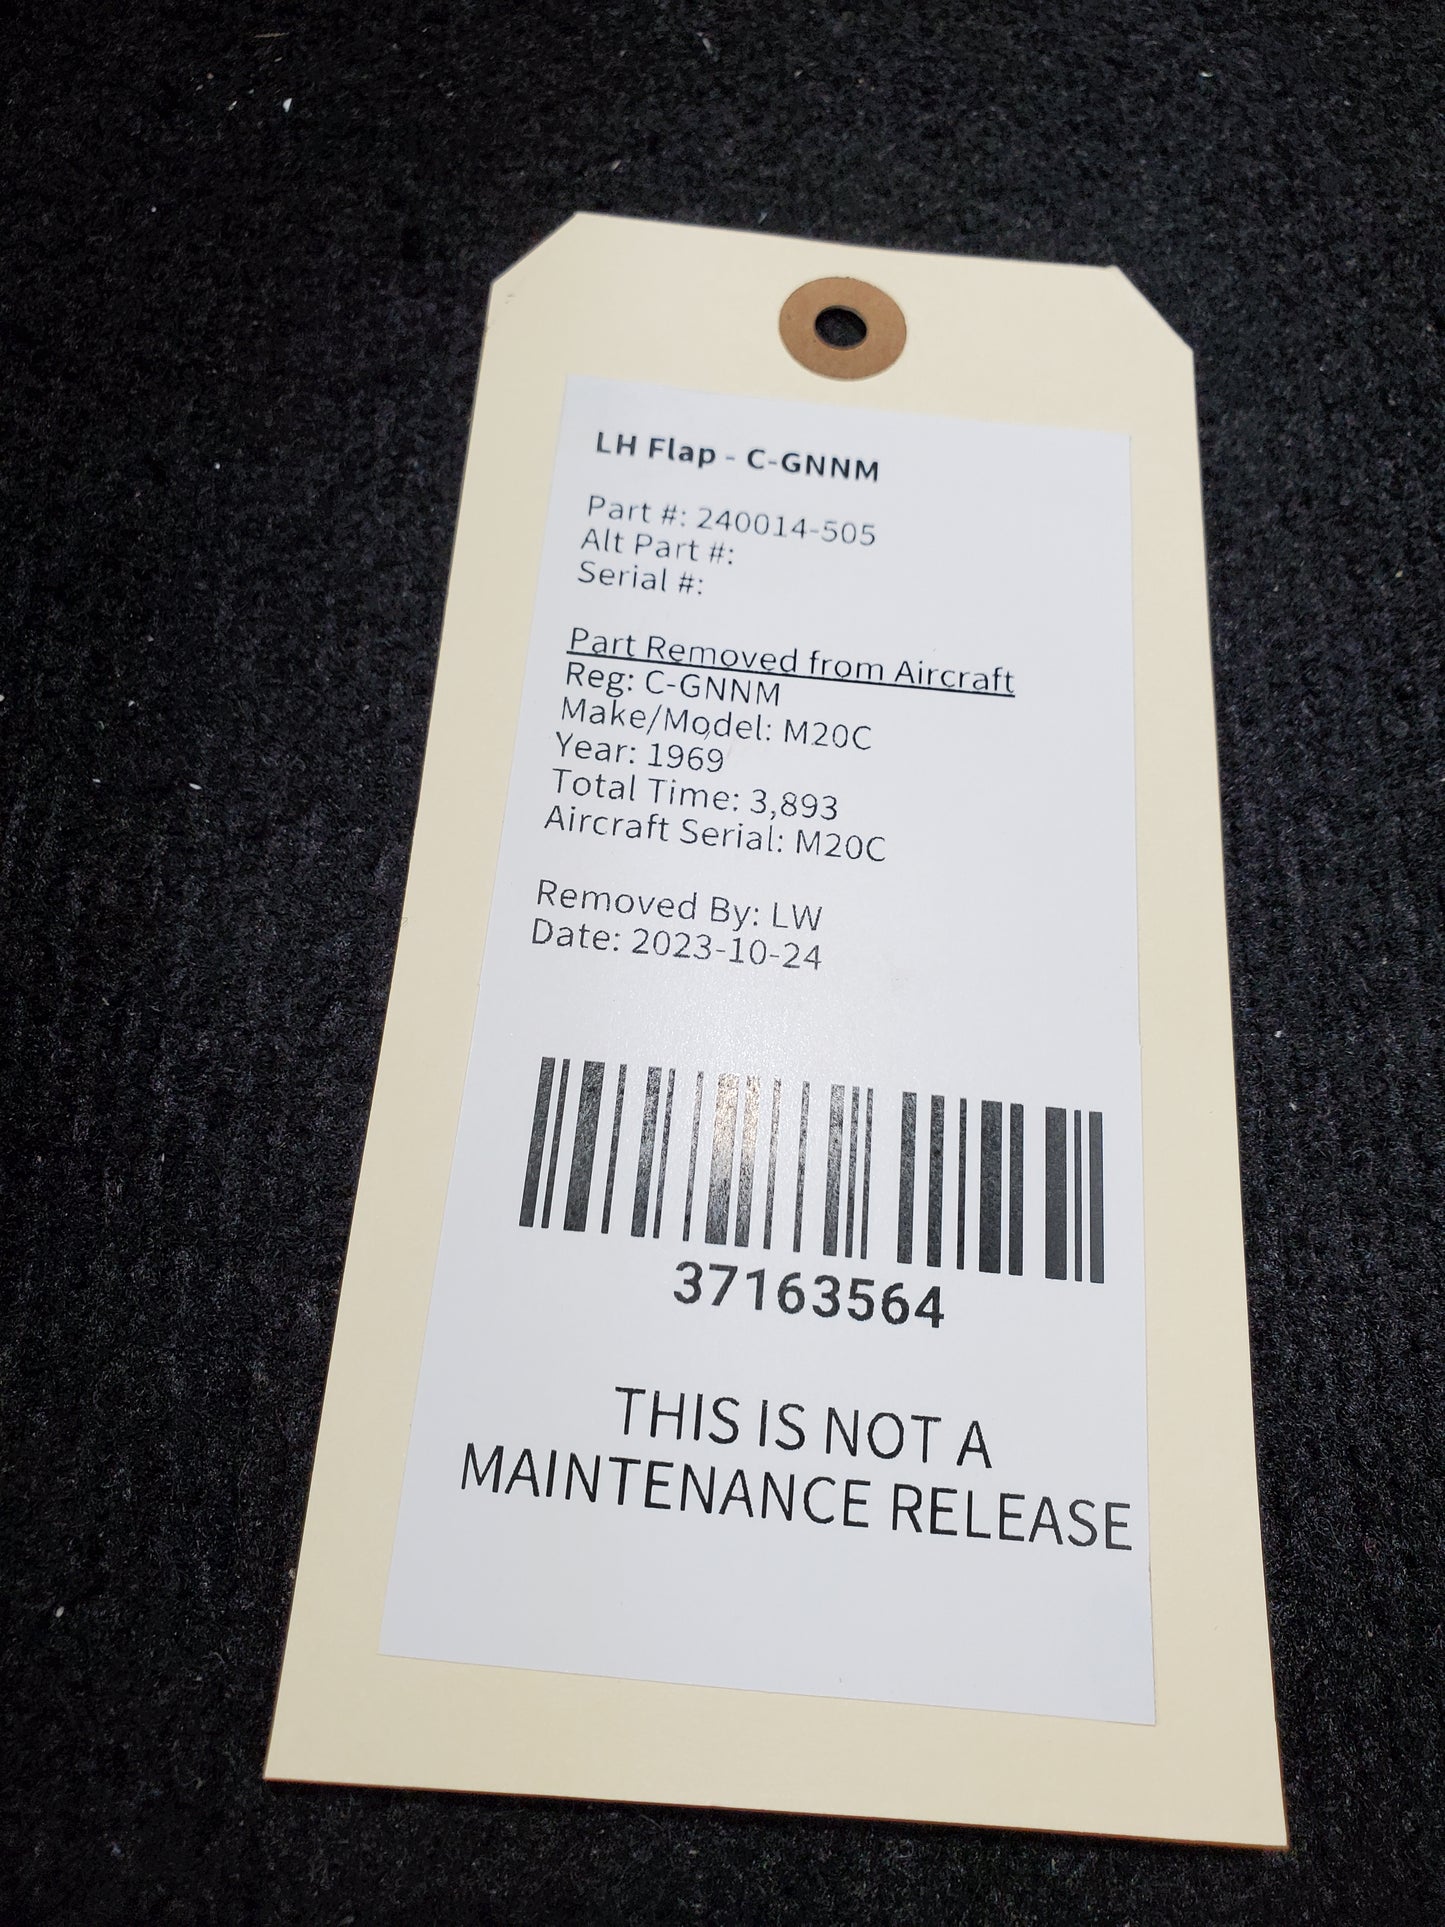 LH Flap - C-GNNM
Part #: 240014-505
Alt Part #:
Serial #:
Part Removed from Aircraft
Reg: C-GNNM
Make/Model: M20C
Year: 1969
Total Time: 3,893
Aircraft Serial: M20C
Removed By: LW
Date: 2023-10-24
37163564
THIS IS NOT A
MAINTENANCE RELEASE